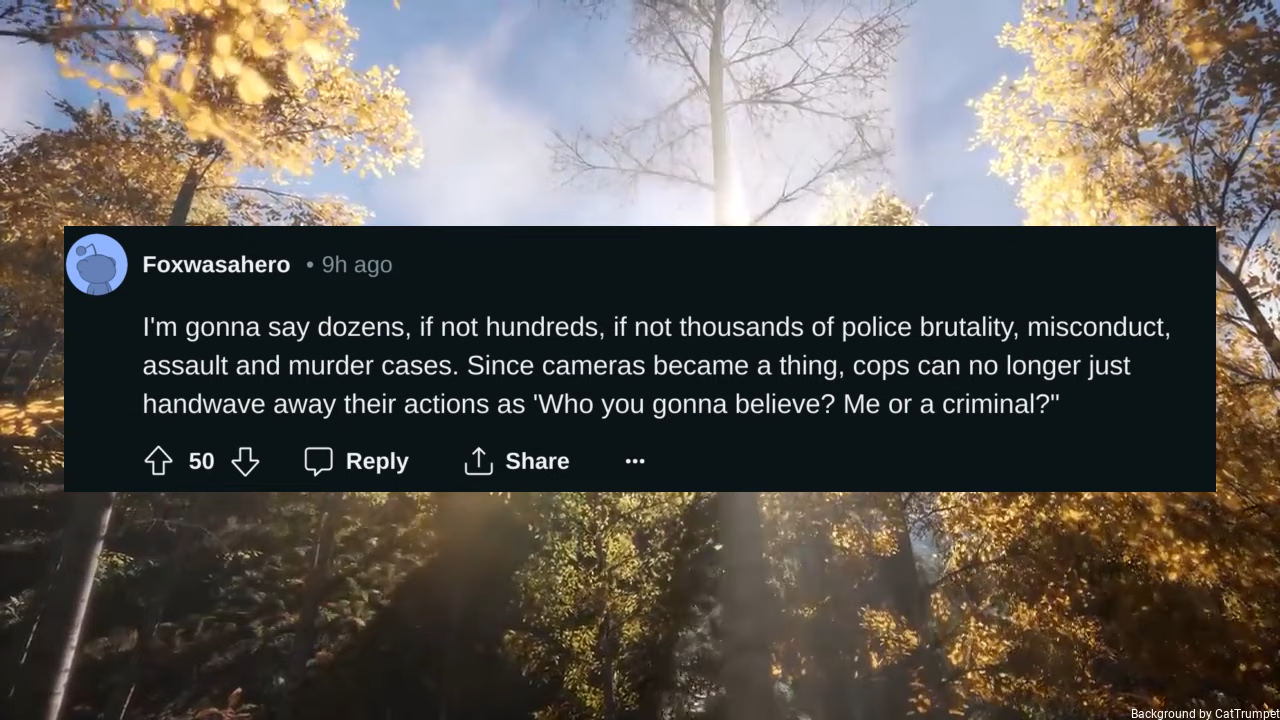 Foxwasahero • 9h ago
I'm gonna say dozens, if not hundreds, if not thousands of police brutality, misconduct,
assault and murder cases. Since cameras became a thing, cops can no longer just
handwave away their actions as 'Who you gonna believe? Me or a criminal?"
50 Reply Share ...
Background by CatTrumpet